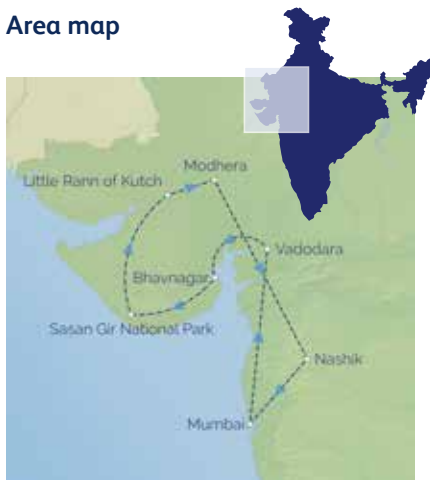 Area map
Modhera
Little Rann of Kutch
Vadodara
Bhavnagar
Sasan Gir National Park
Nashik
Mumbai